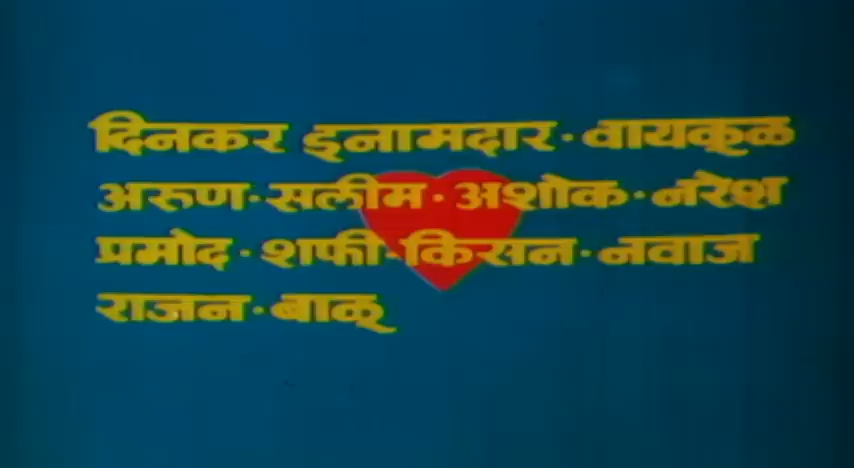 दिनकर इनामदार · वायकूळ
अरुण · सलीम · अशोक · नरेश
प्रमोद · शफी · किसन · नवाज
राजन · बाळू